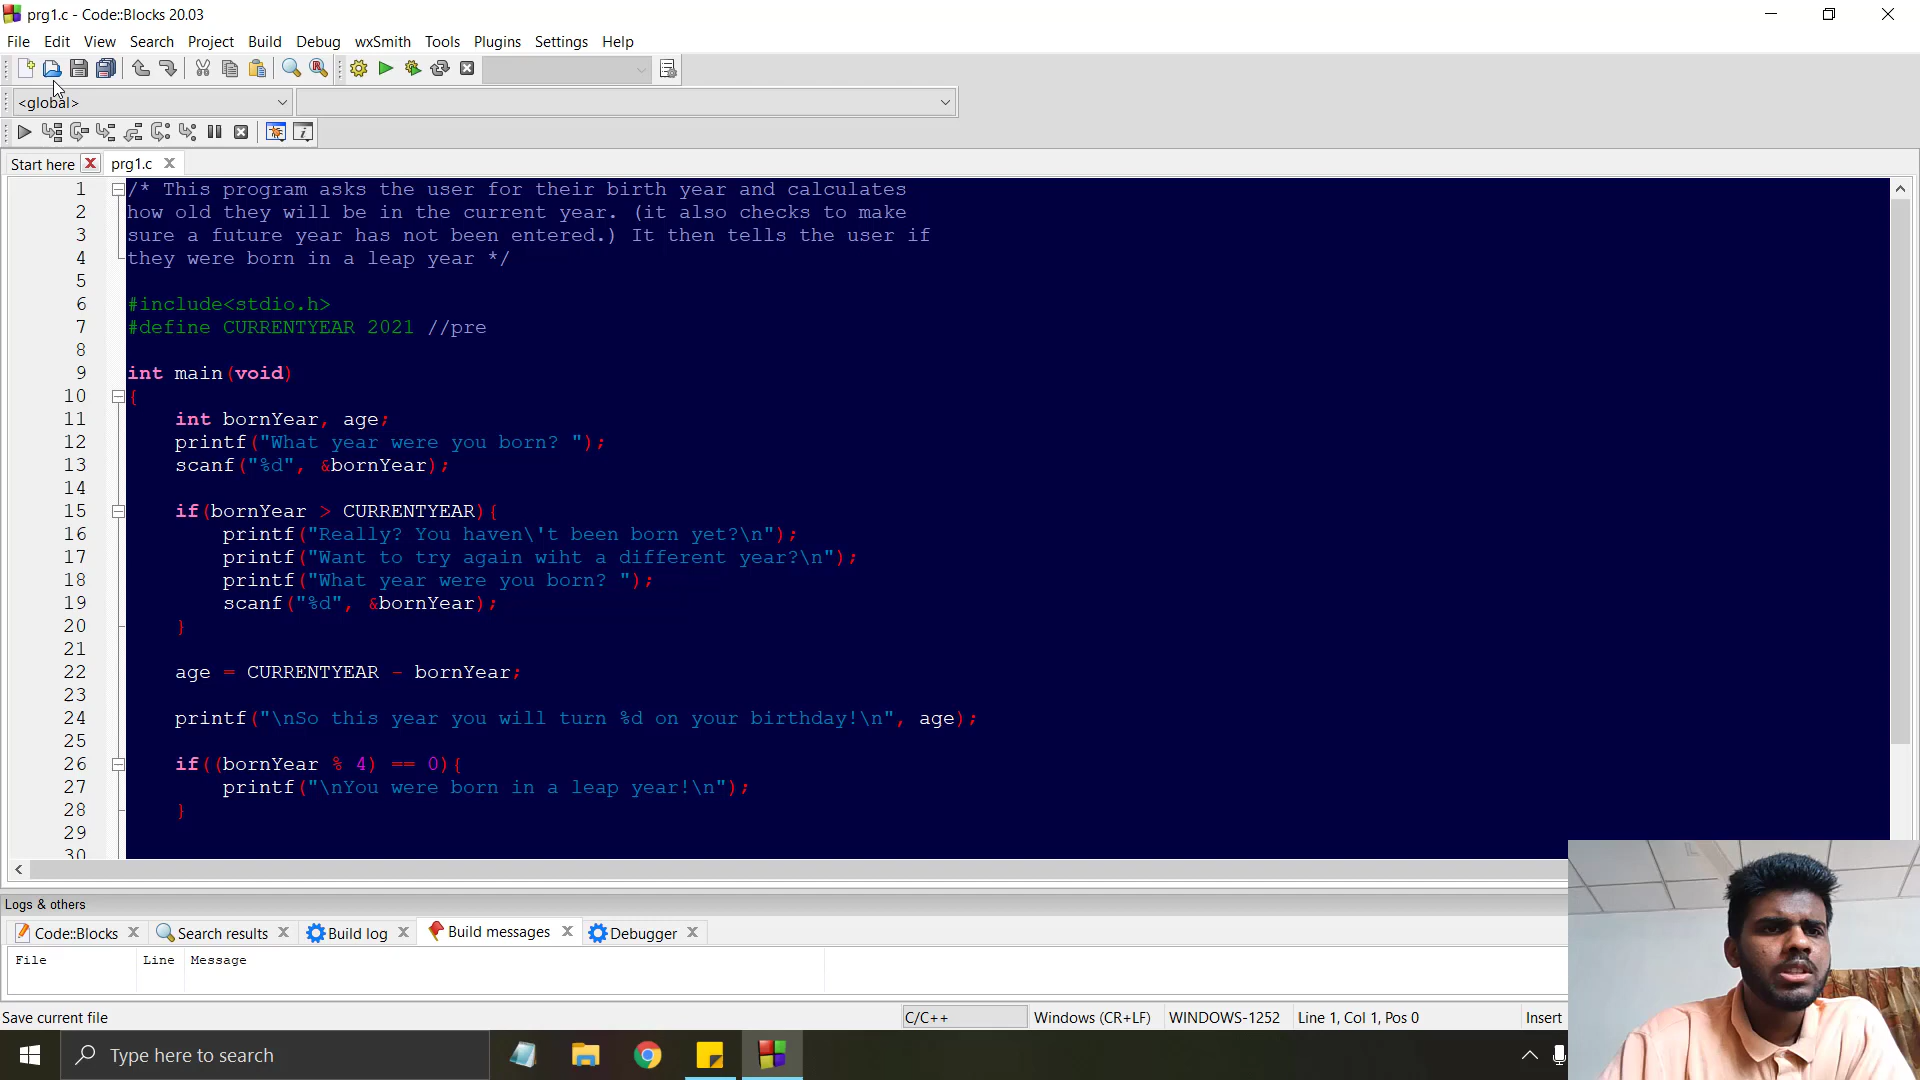 prg1.c - Code::Blocks 20.03
File Edit View Search Project Build Debug wxSmith Tools Plugins Settings Help
<global>
Start here prg1.c
1 /* This program asks the user for their birth year and calculates
2 how old they will be in the current year. (it also checks to make
3 sure a future year has not been entered.) It then tells the user if
4 they were born in a leap year */
5
6 #include<stdio.h>
7 #define CURRENTYEAR 2021 //pre
8
9 int main(void)
10 {
11 int bornYear, age;
12 printf("What year were you born? ");
13 scanf("%d", &bornYear);
14
15 if(bornYear > CURRENTYEAR){
16 printf("Really? You haven\'t been born yet?\n");
17 printf("Want to try again wiht a different year?\n");
18 printf("What year were you born? ");
19 scanf("%d", &bornYear);
20 }
21
22 age = CURRENTYEAR - bornYear;
23
24 printf("\nSo this year you will turn %d on your birthday!\n", age);
25
26 if((bornYear % 4) == 0){
27 printf("\nYou were born in a leap year!\n");
28 }
29
30
Logs & others
Code::Blocks Search results Build log Build messages Debugger
File Line Message
Save current file C/C++ Windows (CR+LF) WINDOWS-1252 Line 1, Col 1, Pos 0 Insert
Type here to search